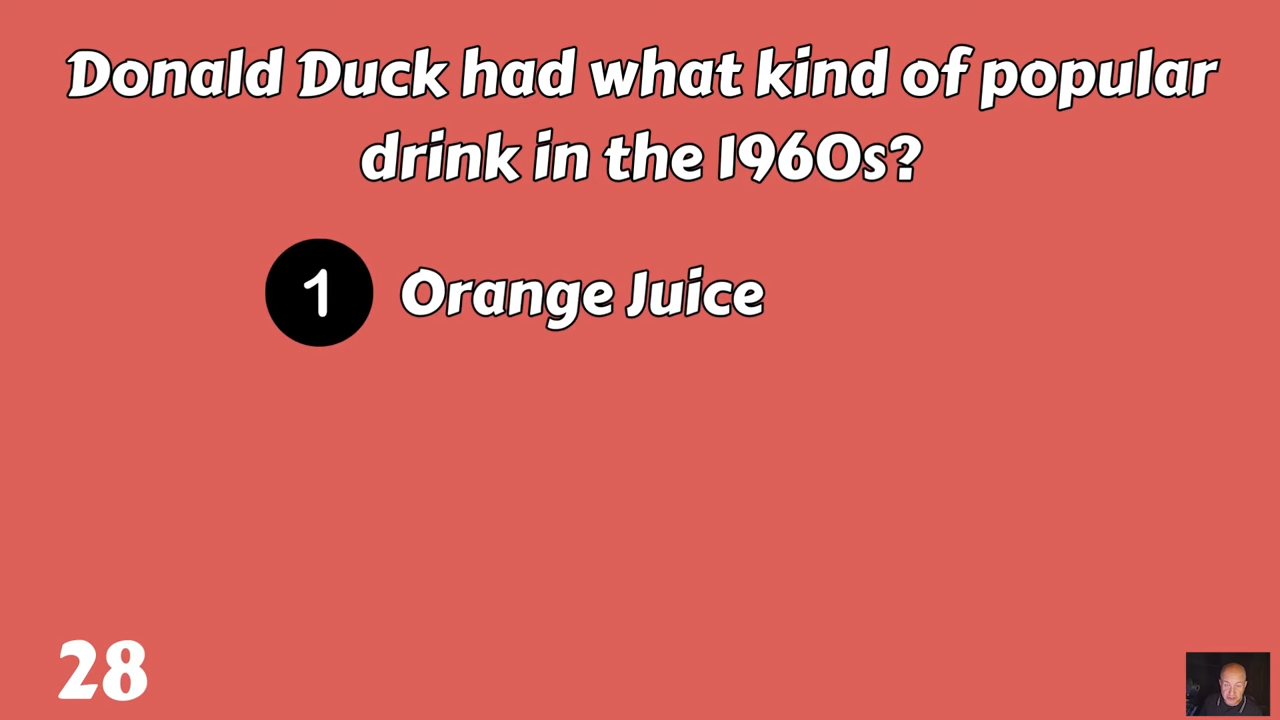 Donald Duck had what kind of popular
drink in the 1960s?
1 Orange Juice
28